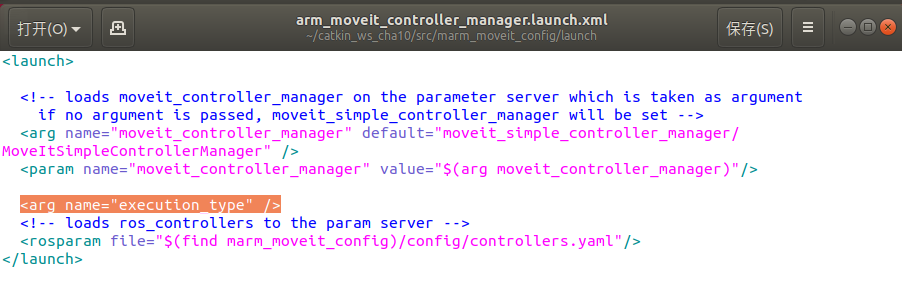 打开(O)
arm_moveit_controller_manager.launch.xml
~/catkin_ws_cha10/src/marm_moveit_config/launch
保存(S)
<launch>
<!-- loads moveit_controller_manager on the parameter server which is taken as argument
if no argument is passed, moveit_simple_controller_manager will be set -->
<arg name="moveit_controller_manager" default="moveit_simple_controller_manager/
MoveItSimpleControllerManager" />
<param name="moveit_controller_manager" value="$(arg moveit_controller_manager)"/>
<arg name="execution_type" />
<!-- loads ros_controllers to the param server -->
<rosparam file="$(find marm_moveit_config)/config/controllers.yaml"/>
</launch>